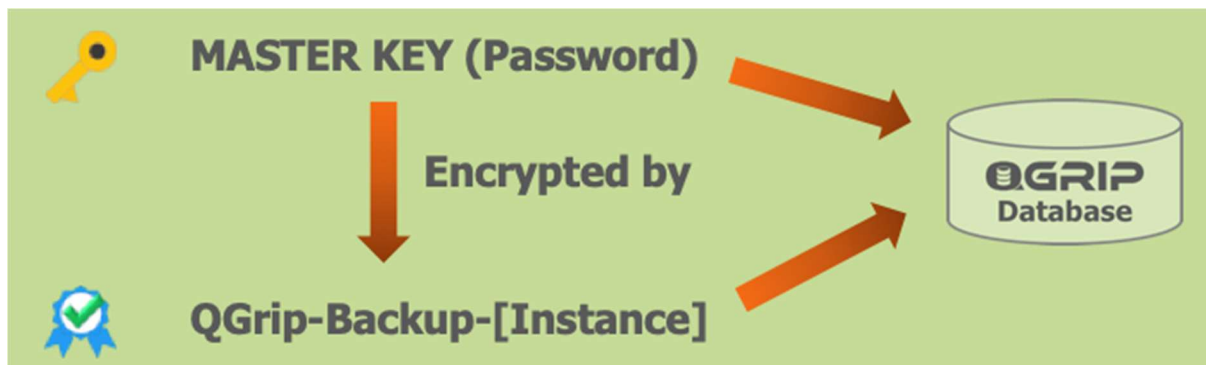 MASTER KEY (Password)
Encrypted by
QGRIP
Database
QGrip-Backup-[Instance]